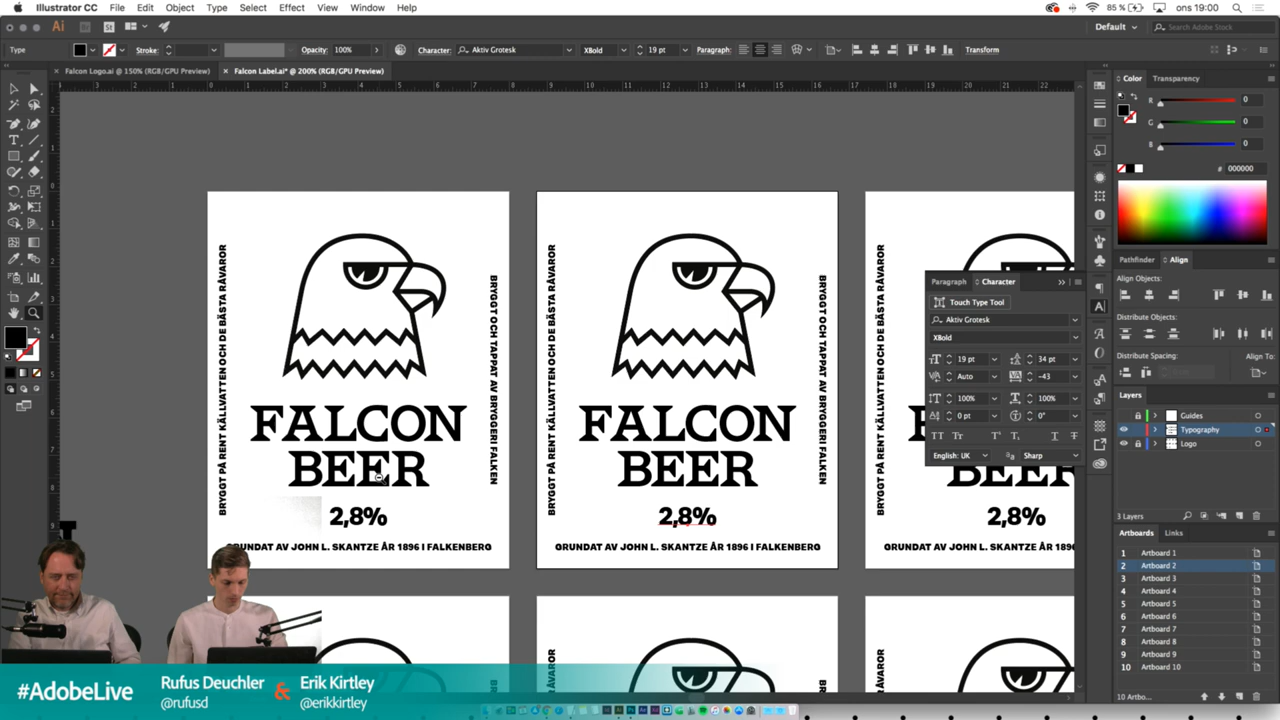 Illustrator CC File Edit Object Type Select Effect View Window Help
85 % ons 19:00
Default
Search Adobe Stock
Type Stroke: Opacity: 100% Character: Aktiv Grotesk XBold 19 pt Paragraph: Transform
Falcon Logo.ai @ 150% (RGB/GPU Preview)
Falcon Label.ai* @ 200% (RGB/GPU Preview)
BRYGGT PÅ RENT KÄLLVATTEN OCH DE BÄSTA RÅVAROR
BRYGGT OCH TAPPAT AV BRYGGERI FALKEN
FALCON
BEER
2,8%
GRUNDAT AV JOHN L. SKANTZE ÅR 1896 I FALKENBERG
BRYGGT PÅ RENT KÄLLVATTEN OCH DE BÄSTA RÅVAROR
BRYGGT OCH TAPPAT AV BRYGGERI FALKEN
FALCON
BEER
2,8%
GRUNDAT AV JOHN L. SKANTZE ÅR 1896 I FALKENBERG
BRYGGT PÅ RENT KÄLLVATTEN OCH DE BÄSTA RÅVAROR
BEER
2,8%
GRUNDAT AV JOHN L. SKANTZE ÅR 1896
Paragraph Character
Touch Type Tool
Aktiv Grotesk
XBold
19 pt 34 pt
Auto -43
100% 100%
0 pt 0°
English: UK Sharp
Color Transparency
R 0
G 0
B 0
# 000000
Pathfinder Align
Align Objects:
Distribute Objects:
Distribute Spacing: Align To:
Layers
Guides
Typography
Logo
3 Layers
Artboards Links
1 Artboard 1
2 Artboard 2
3 Artboard 3
4 Artboard 4
5 Artboard 5
6 Artboard 6
7 Artboard 7
8 Artboard 8
9 Artboard 9
10 Artboard 10
10 Artbo...
#AdobeLive
Rufus Deuchler & Erik Kirtley
@rufusd @erikkirtley